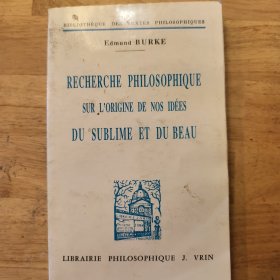 BIBLIOTHÈQUE DES TEXTES PHILOSOPHIQUES
Edmund BURKE
RECHERCHE PHILOSOPHIQUE
SUR L'ORIGINE DE NOS IDÉES
DU SUBLIME ET DU BEAU
LIBRAIRIE PHILOSOPHIQUE J. VRIN